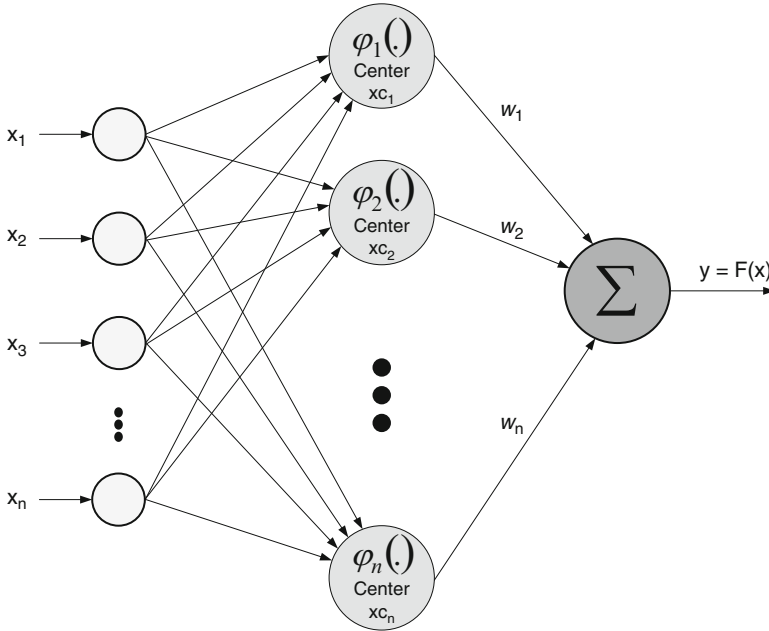 φ₁(.)
Center
xc₁
w₁
x₁
φ₂(.)
Center
xc₂
x₂
w₂
y = F(x)
Σ
x₃
wₙ
xₙ
φₙ(.)
Center
xcₙ